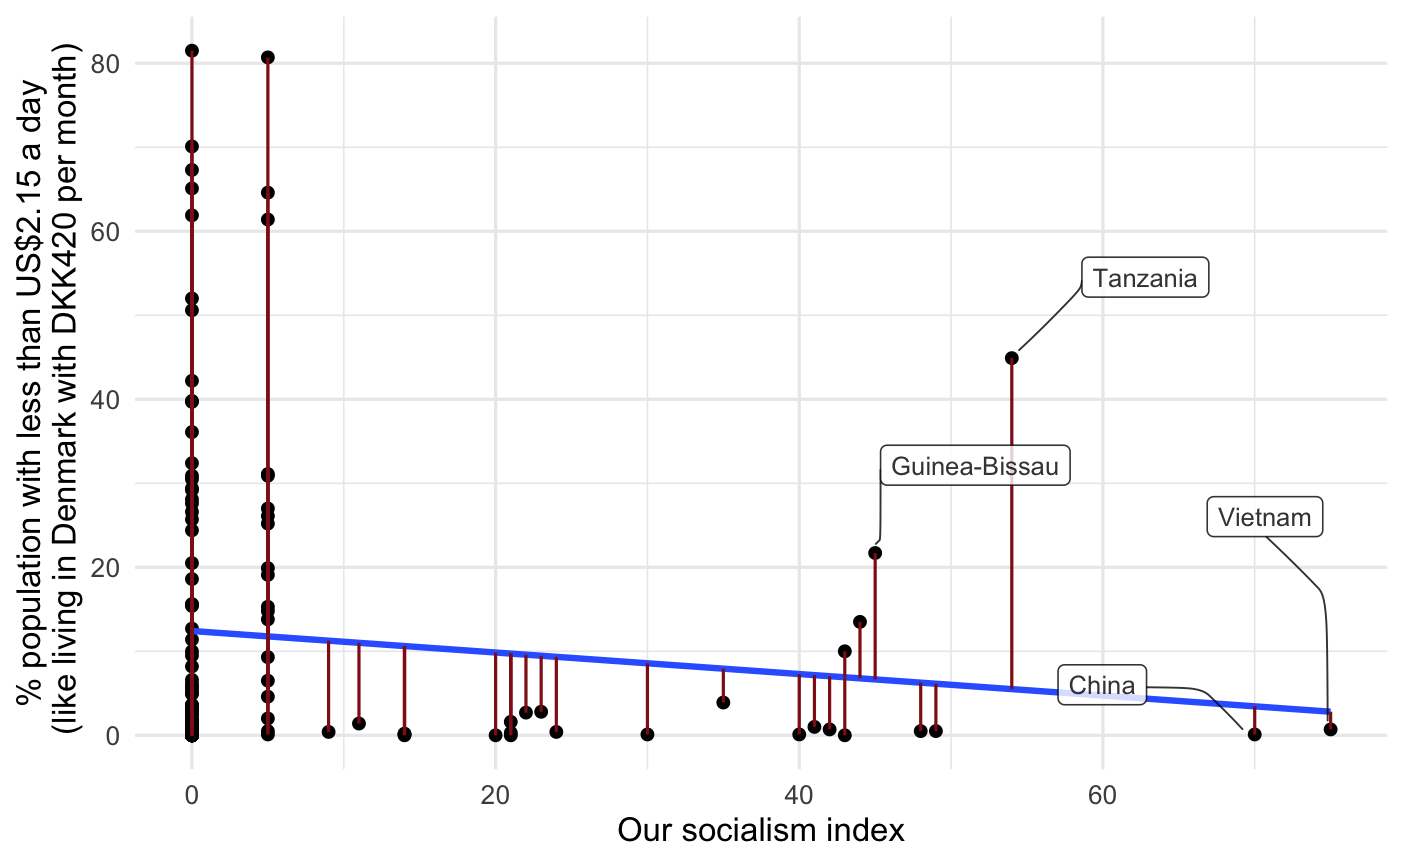 % population with less than US$2.15 a day
(like living in Denmark with DKK420 per month)
80
60
40
20
0
Tanzania
Guinea-Bissau
Vietnam
China
0
20
40
60
Our socialism index